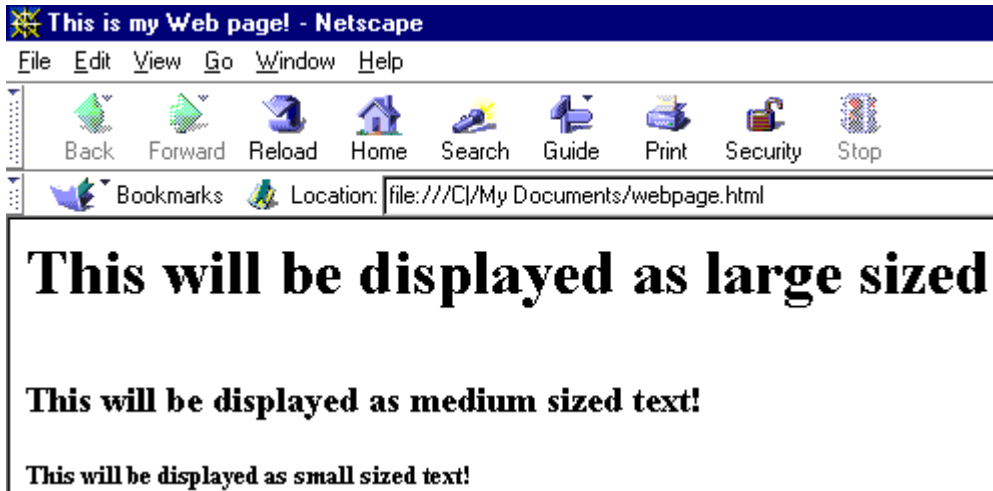 This is my Web page! - Netscape
File Edit View Go Window Help
Back Forward Reload Home Search Guide Print Security Stop
Bookmarks Location: file:///C|/My Documents/webpage.html
This will be displayed as large sized
This will be displayed as medium sized text!
This will be displayed as small sized text!